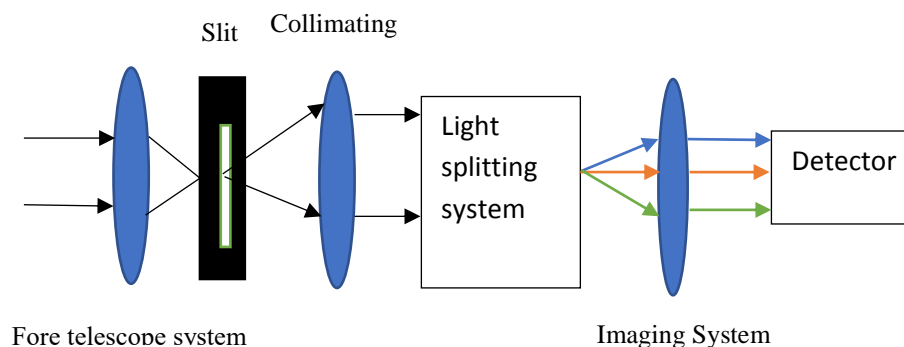 Slit
Collimating
Light
splitting
system
Detector
Fore telescope system
Imaging System